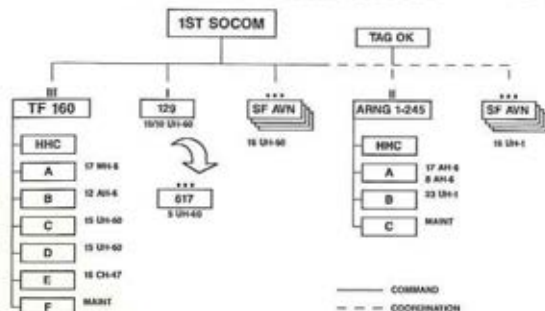 1ST SOCOM
TAG OK
III
TF 160
I
129
10/10 UH-60
•••
SF AVN
16 UH-60
II
ARNG 1-245
•••
SF AVN
16 UH-1
HHC
A
17 MH-6
B
12 AH-6
C
15 UH-60
D
15 UH-60
E
16 CH-47
F
MAINT
•••
617
5 UH-60
HHC
A
17 AH-6
8 AH-6
B
23 UH-1
C
MAINT
COMMAND
COORDINATION